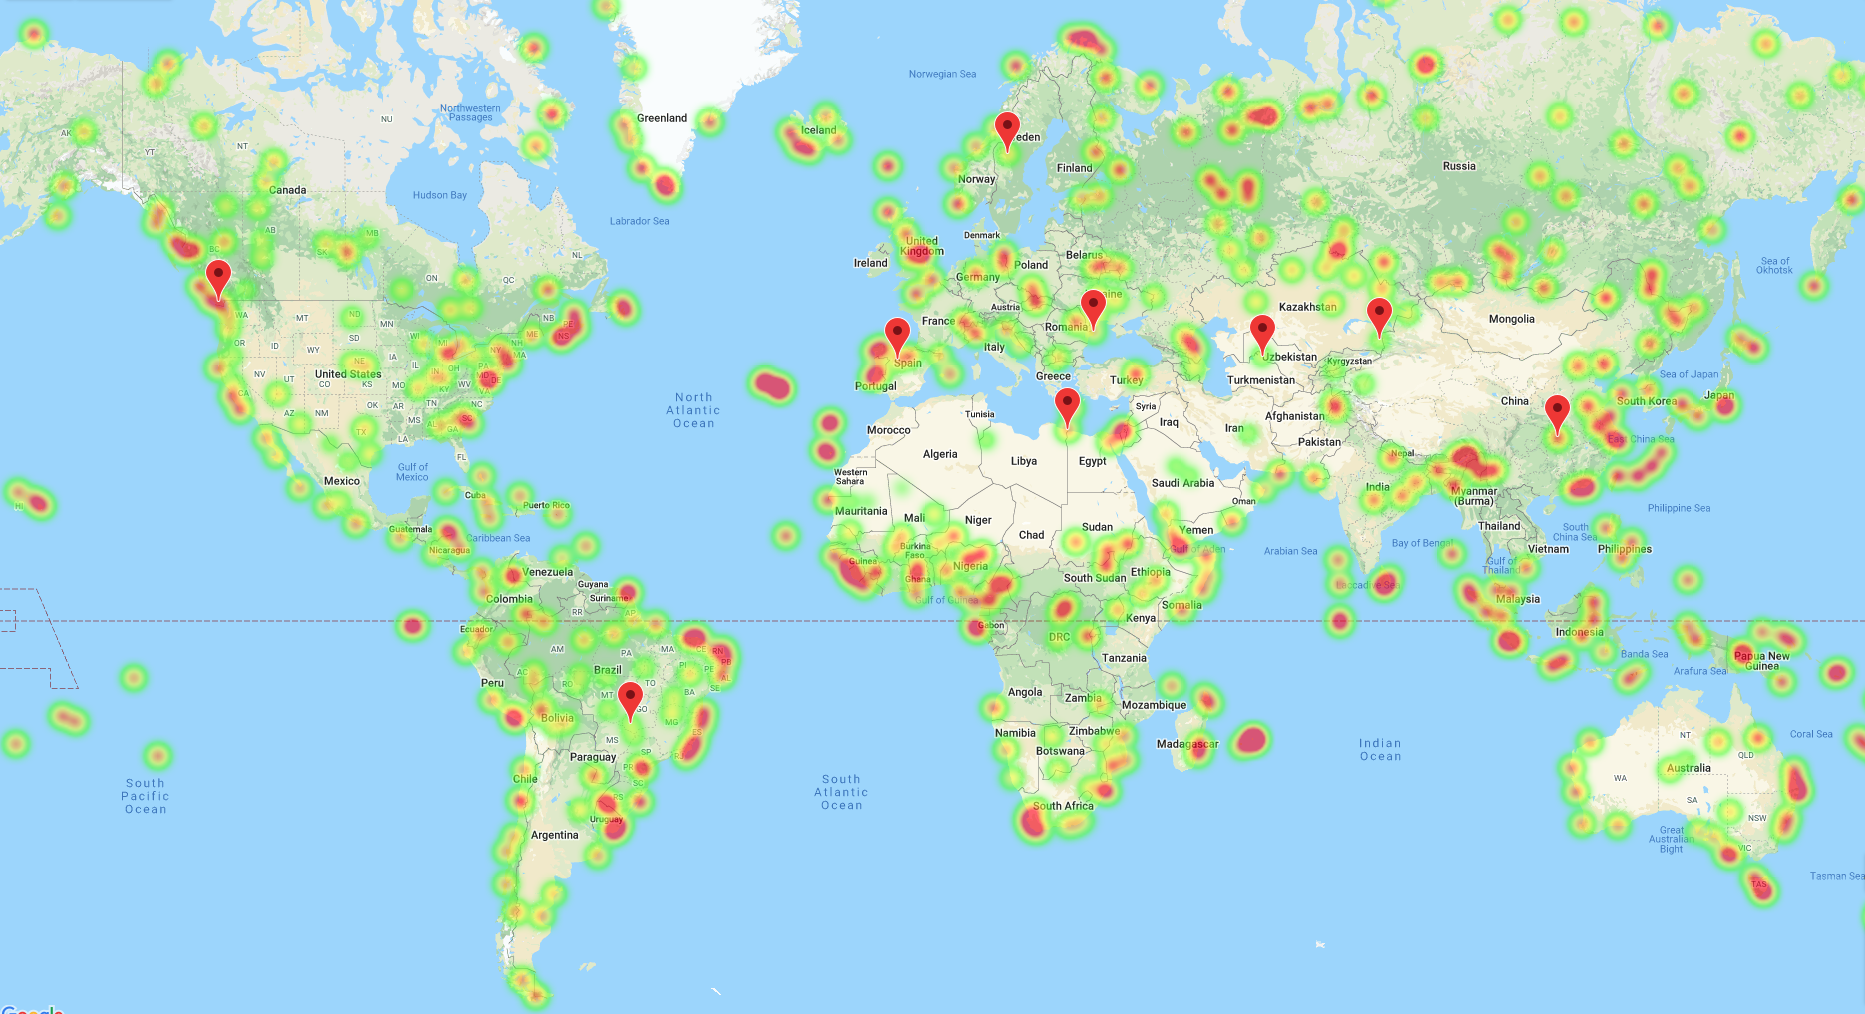 Norwegian Sea
Northwestern
Passages
NU
Greenland
Iceland
AK
Sweden
YT
NT
Finland
Russia
Norway
Canada
Hudson Bay
Labrador Sea
MB
AB
Denmark
United
Kingdom
BC
SK
Ireland
Belarus
Sea of
Okhotsk
NL
Poland
Germany
ON
QC
Ukraine
Austria
Kazakhstan
WA
MT
ND
NB
PE
France
Mongolia
MN
Romania
NS
OR
ID
SD
WI
MI
NY
NH
ME
Italy
WY
IA
MA
Uzbekistan
Kyrgyzstan
Spain
NE
IL
IN
OH
PA
NV
UT
United States
MD
DE
Greece
Turkey
Turkmenistan
Sea of Japan
CO
KS
MO
KY
WV
VA
Portugal
Japan
North
Atlantic
Ocean
OK
AR
TN
NC
Syria
China
South Korea
AZ
NM
MS
AL
SC
GA
Tunisia
Afghanistan
Morocco
Iraq
Iran
TX
LA
Pakistan
East China Sea
Algeria
Libya
Egypt
Nepal
FL
Gulf of
Mexico
Western
Sahara
Mexico
Saudi Arabia
India
Myanmar
(Burma)
HI
Cuba
Puerto Rico
Mauritania
Oman
Philippine Sea
Mali
Niger
Sudan
Yemen
Thailand
South
China Sea
Guatemala
Caribbean Sea
Chad
Nicaragua
Burkina
Faso
Gulf of Aden
Arabian Sea
Bay of Bengal
Vietnam
Philippines
Guinea
Nigeria
Gulf of
Thailand
Venezuela
Ghana
South Sudan
Ethiopia
Guyana
Laccadive Sea
Colombia
Suriname
Gulf of Guinea
Somalia
Malaysia
RR
AP
Ecuador
Gabon
Kenya
Indonesia
DRC
AM
PA
MA
CE
RN
PB
Tanzania
Banda Sea
Papua New
Guinea
AC
Brazil
PI
PE
AL
SE
Arafura Sea
Peru
RO
TO
BA
MT
Angola
Zambia
Mozambique
GO
Bolivia
MG
Namibia
Zimbabwe
NT
Coral Sea
MS
ES
Botswana
Madagascar
Indian
Ocean
QLD
SP
RJ
Paraguay
PR
Australia
South
Pacific
Ocean
Chile
SC
South
Atlantic
Ocean
WA
RS
South Africa
SA
Uruguay
NSW
Argentina
Great
Australian
Bight
VIC
TAS
Tasman Sea
Google